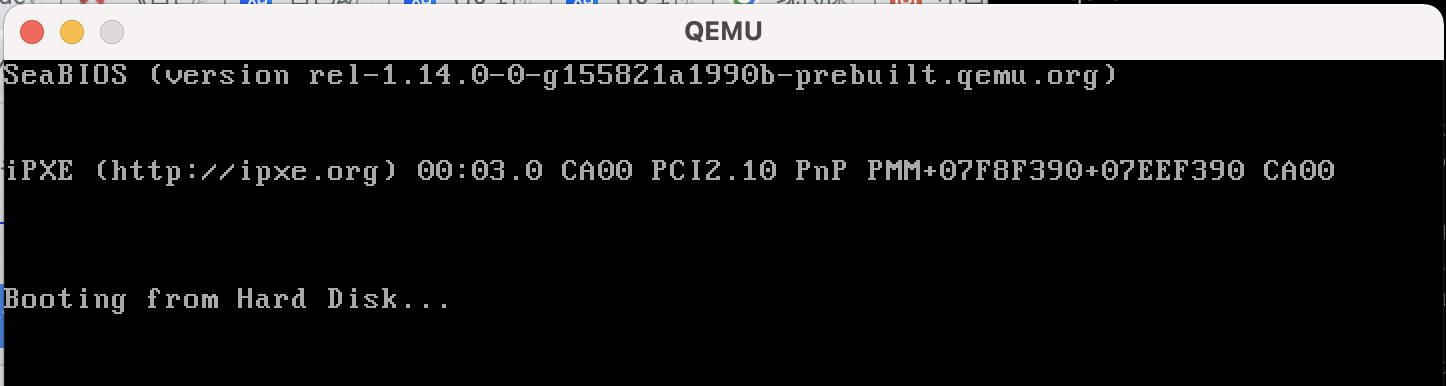 QEMU
SeaBIOS (version rel-1.14.0-0-g155821a1990b-prebuilt.qemu.org)
iPXE (http://ipxe.org) 00:03.0 CA00 PCI2.10 PnP PMM+07F8F390+07EEF390 CA00
Booting from Hard Disk...